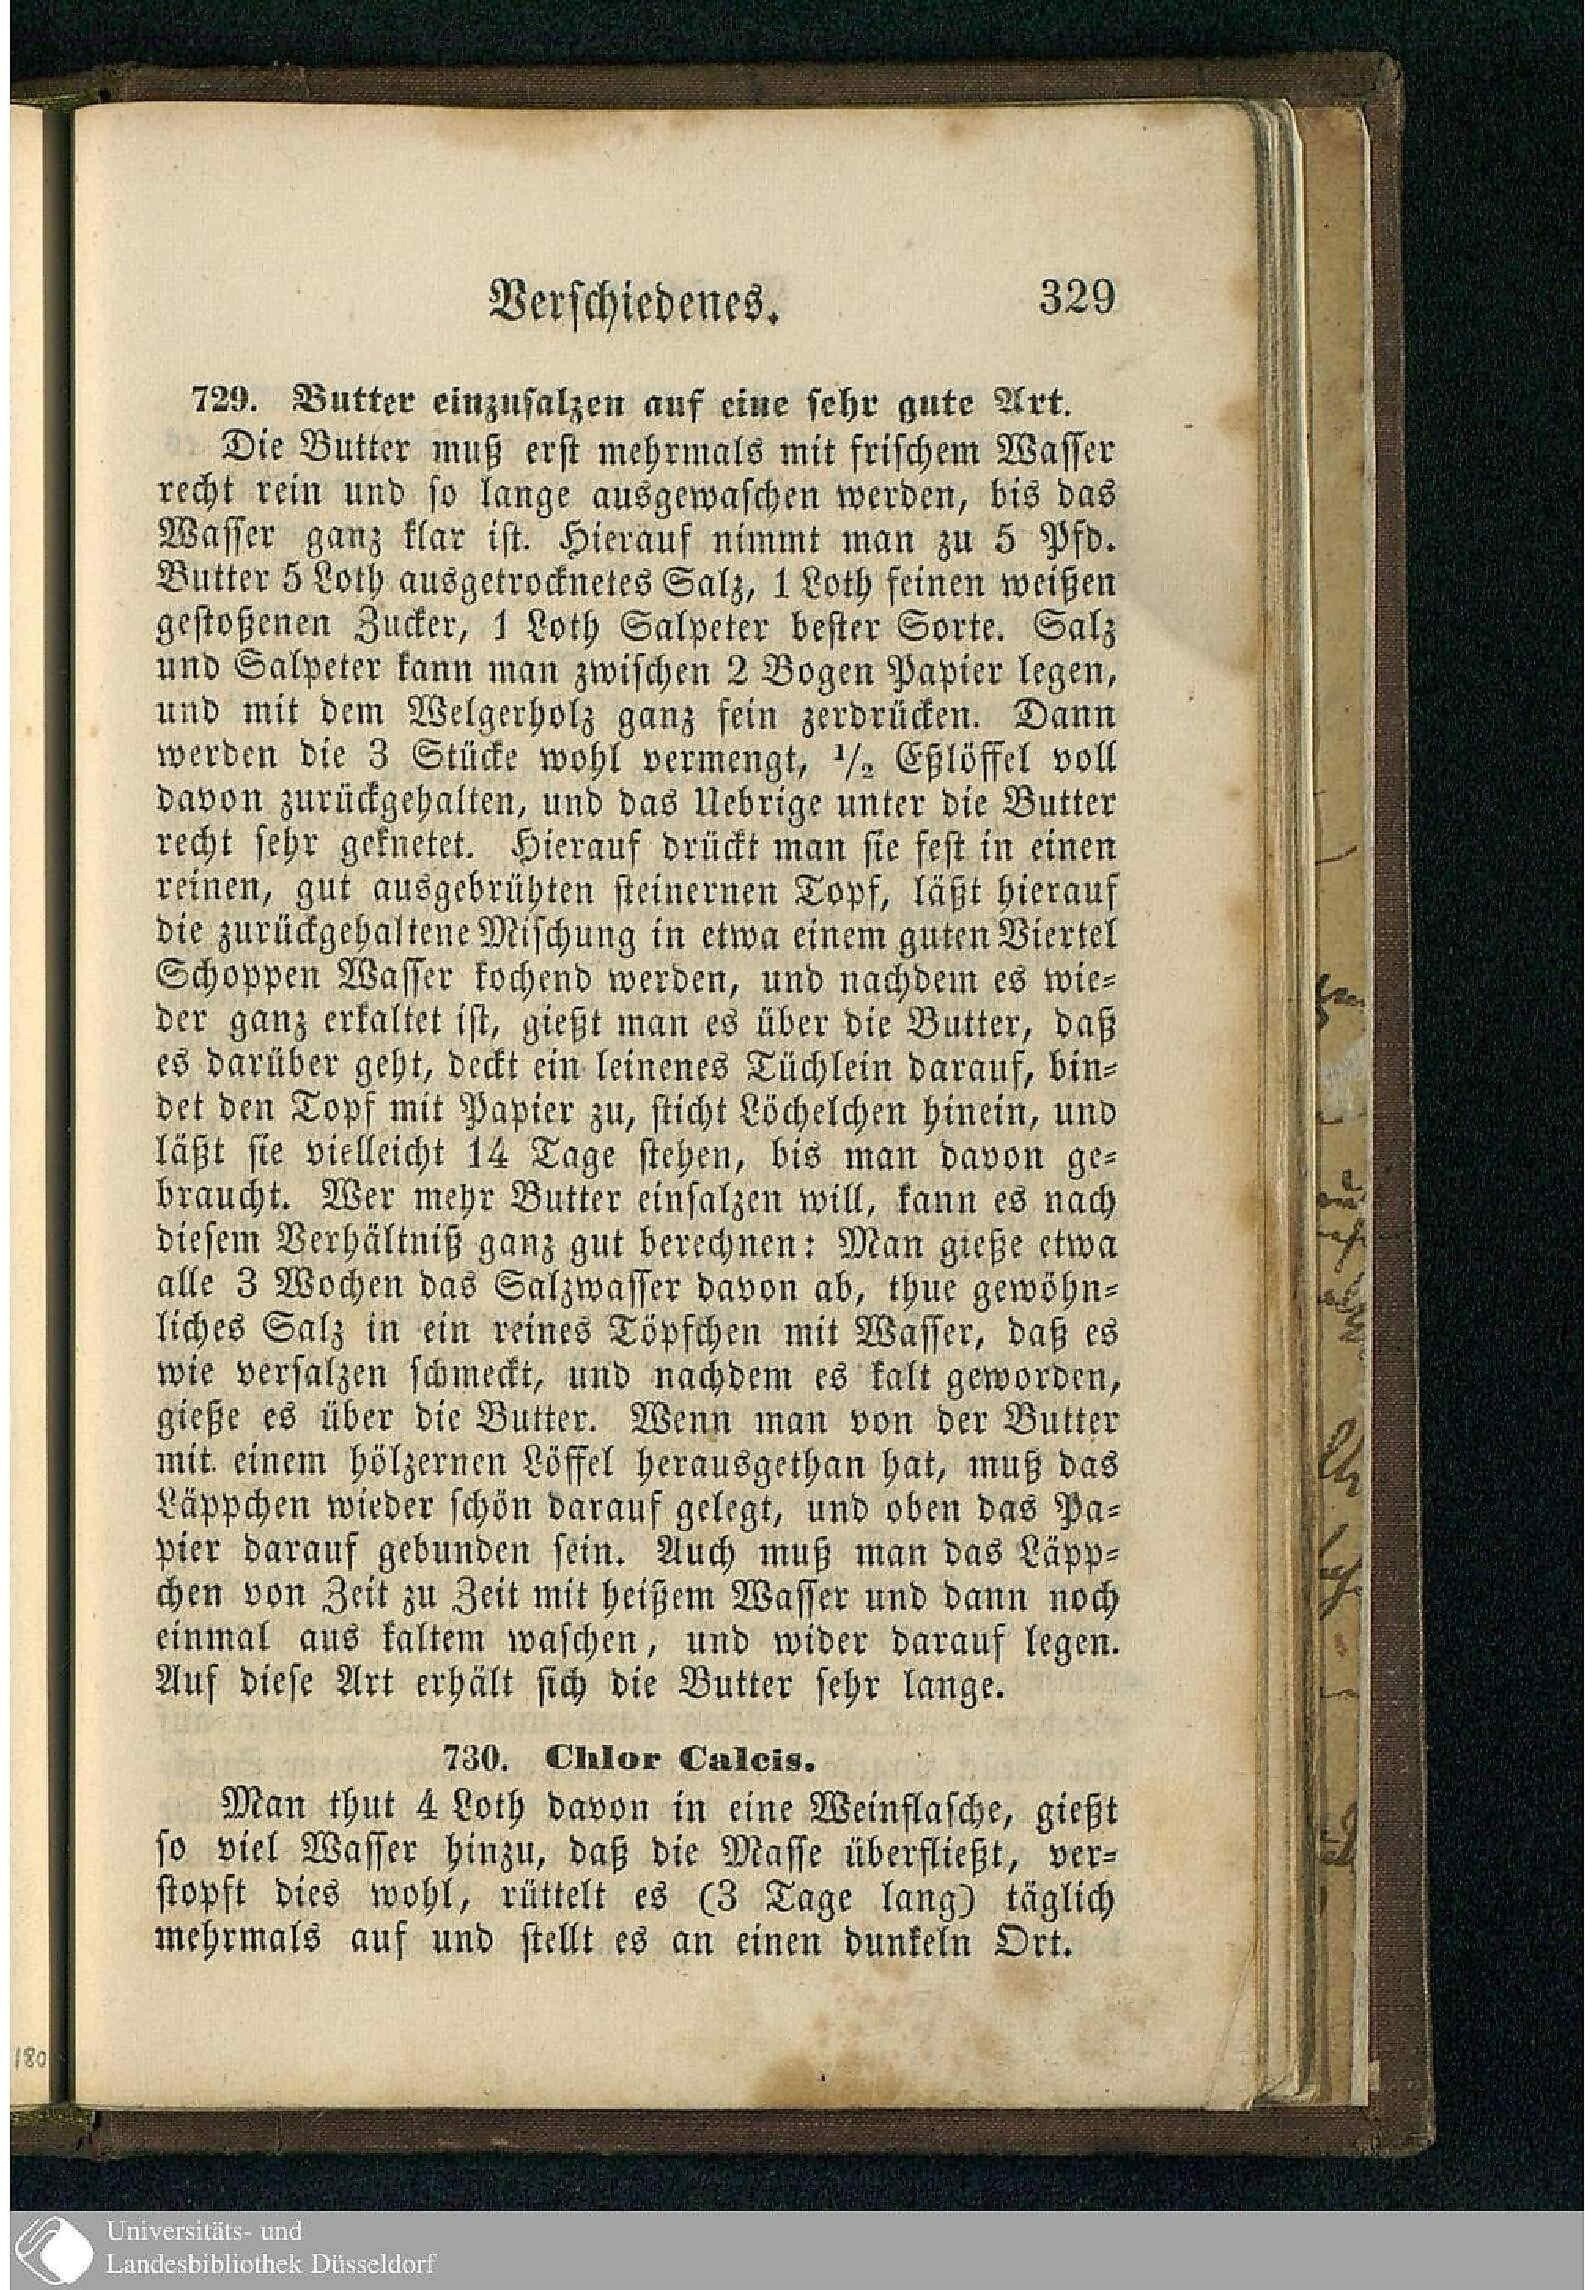 Verschiedenes. 329
729. Butter einzusalzen auf eine sehr gute Art.
Die Butter muß erst mehrmals mit frischem Wasser
recht rein und so lange ausgewaschen werden, bis das
Wasser ganz klar ist. Hierauf nimmt man zu 5 Pfd.
Butter 5 Loth ausgetrocknetes Salz, 1 Loth feinen weißen
gestoßenen Zucker, 1 Loth Salpeter bester Sorte. Salz
und Salpeter kann man zwischen 2 Bogen Papier legen,
und mit dem Welgerholz ganz fein zerdrücken. Dann
werden die 3 Stücke wohl vermengt, 1/2 Eßlöffel voll
davon zurückgehalten, und das Uebrige unter die Butter
recht sehr geknetet. Hierauf drückt man sie fest in einen
reinen, gut ausgebrühten steinernen Topf, läßt hierauf
die zurückgehaltene Mischung in etwa einem guten Viertel
Schoppen Wasser kochend werden, und nachdem es wie-
der ganz erkaltet ist, gießt man es über die Butter, daß
es darüber geht, deckt ein leinenes Tüchlein darauf, bin-
det den Topf mit Papier zu, sticht Löchelchen hinein, und
läßt sie vielleicht 14 Tage stehen, bis man davon ge-
braucht. Wer mehr Butter einsalzen will, kann es nach
diesem Verhältniß ganz gut berechnen: Man gieße etwa
alle 3 Wochen das Salzwasser davon ab, thue gewöhn-
liches Salz in ein reines Töpfchen mit Wasser, daß es
wie versalzen schmeckt, und nachdem es kalt geworden,
gieße es über die Butter. Wenn man von der Butter
mit einem hölzernen Löffel herausgethan hat, muß das
Läppchen wieder schön darauf gelegt, und oben das Pa-
pier darauf gebunden sein. Auch muß man das Läpp-
chen von Zeit zu Zeit mit heißem Wasser und dann noch
einmal aus kaltem waschen, und wider darauf legen.
Auf diese Art erhält sich die Butter sehr lange.
730. Chlor Calcis.
Man thut 4 Loth davon in eine Weinflasche, gießt
so viel Wasser hinzu, daß die Masse überfließt, ver-
stopft dies wohl, rüttelt es (3 Tage lang) täglich
mehrmals auf und stellt es an einen dunkeln Ort.
180
Universitäts- und
Landesbibliothek Düsseldorf